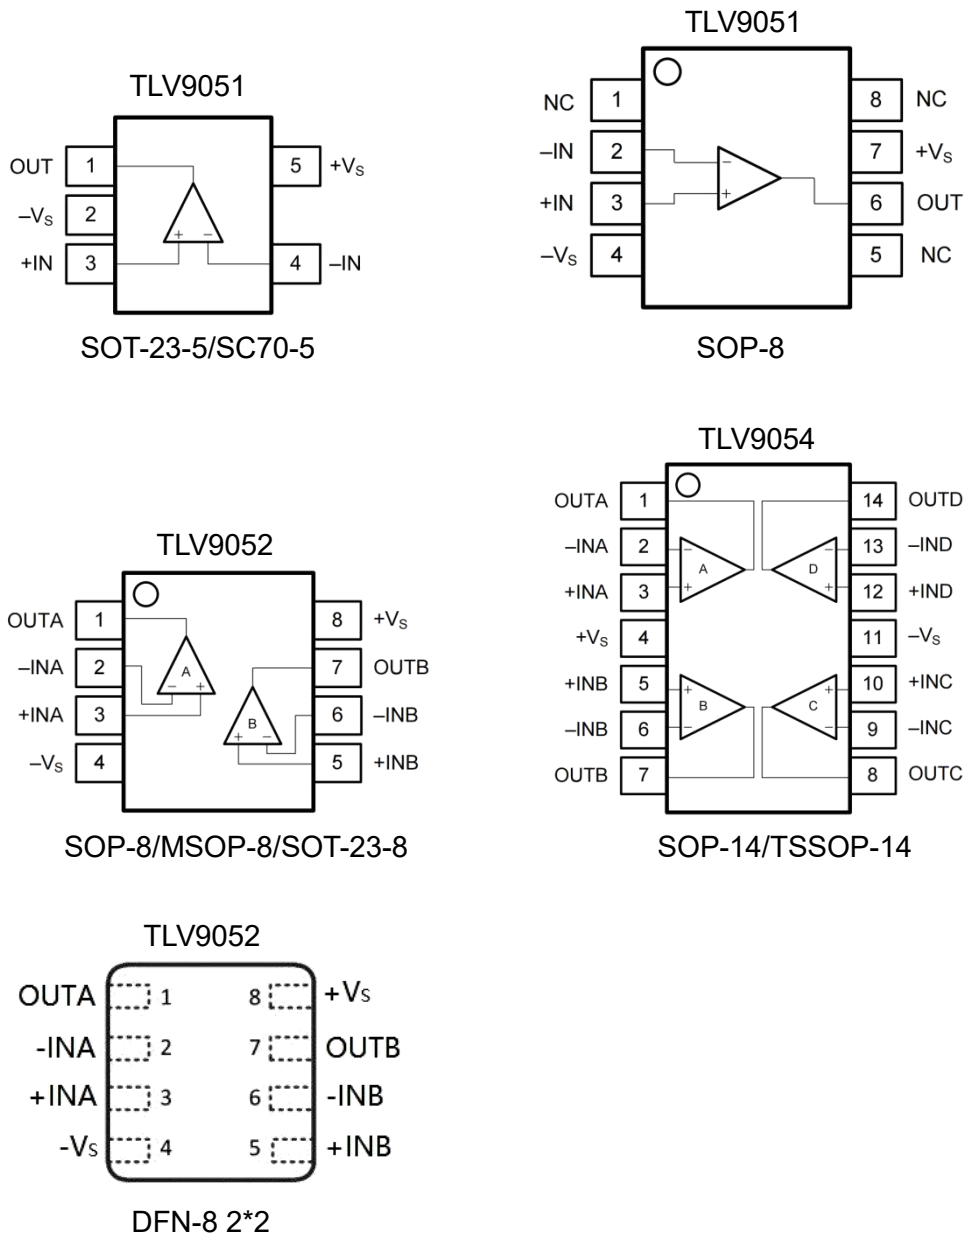 TLV9051
OUT 1 5 +VS
–VS 2
+IN 3 4 –IN
+ −
SOT-23-5/SC70-5
TLV9051
NC 1 8 NC
–IN 2 7 +VS
+IN 3 6 OUT
–VS 4 5 NC
−
+
SOP-8
TLV9052
OUTA 1 8 +VS
–INA 2 A 7 OUTB
− +
+INA 3 B 6 –INB
+ −
–VS 4 5 +INB
SOP-8/MSOP-8/SOT-23-8
TLV9054
OUTA 1 14 OUTD
–INA 2 − − 13 –IND
A D
+INA 3 + + 12 +IND
+VS 4 11 –VS
+INB 5 + + 10 +INC
B C
–INB 6 − − 9 –INC
OUTB 7 8 OUTC
SOP-14/TSSOP-14
TLV9052
OUTA 1 8 +VS
-INA 2 7 OUTB
+INA 3 6 -INB
-VS 4 5 +INB
DFN-8 2*2